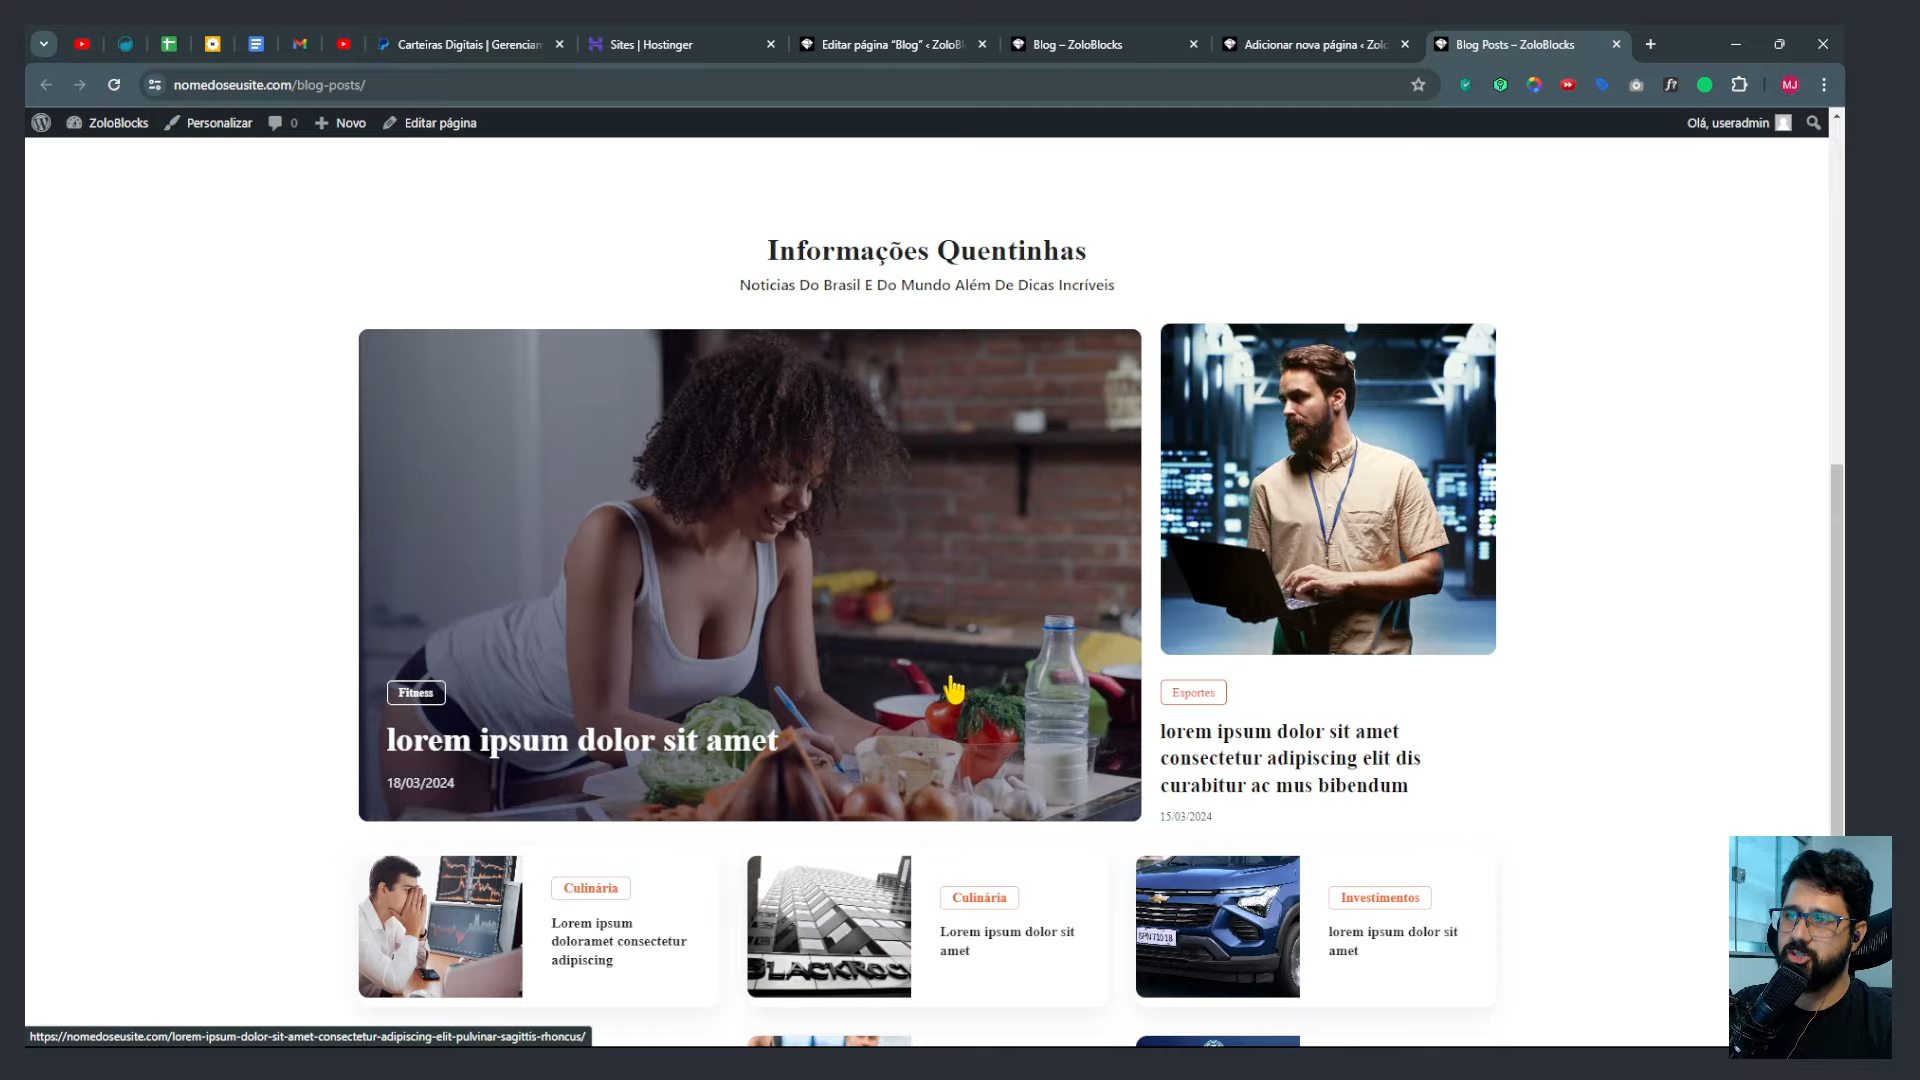 Carteiras Digitais | Gerencian
Sites | Hostinger
Editar página "Blog" ‹ ZoloBl
Blog – ZoloBlocks
Adicionar nova página ‹ Zolo
Blog Posts – ZoloBlocks
nomedoseusite.com/blog-posts/
MJ
ZoloBlocks
Personalizar
0
Novo
Editar página
Olá, useradmin
Informações Quentinhas
Noticias Do Brasil E Do Mundo Além De Dicas Incríveis
Fitness
lorem ipsum dolor sit amet
18/03/2024
Esportes
lorem ipsum dolor sit amet
consectetur adipiscing elit dis
curabitur ac mus bibendum
15/03/2024
Culinária
Lorem ipsum
doloramet consectetur
adipiscing
BLACKROC
Culinária
Lorem ipsum dolor sit
amet
SPN7J018
Investimentos
lorem ipsum dolor sit
amet
https://nomedoseusite.com/lorem-ipsum-dolor-sit-amet-consectetur-adipiscing-elit-pulvinar-sagittis-rhoncus/